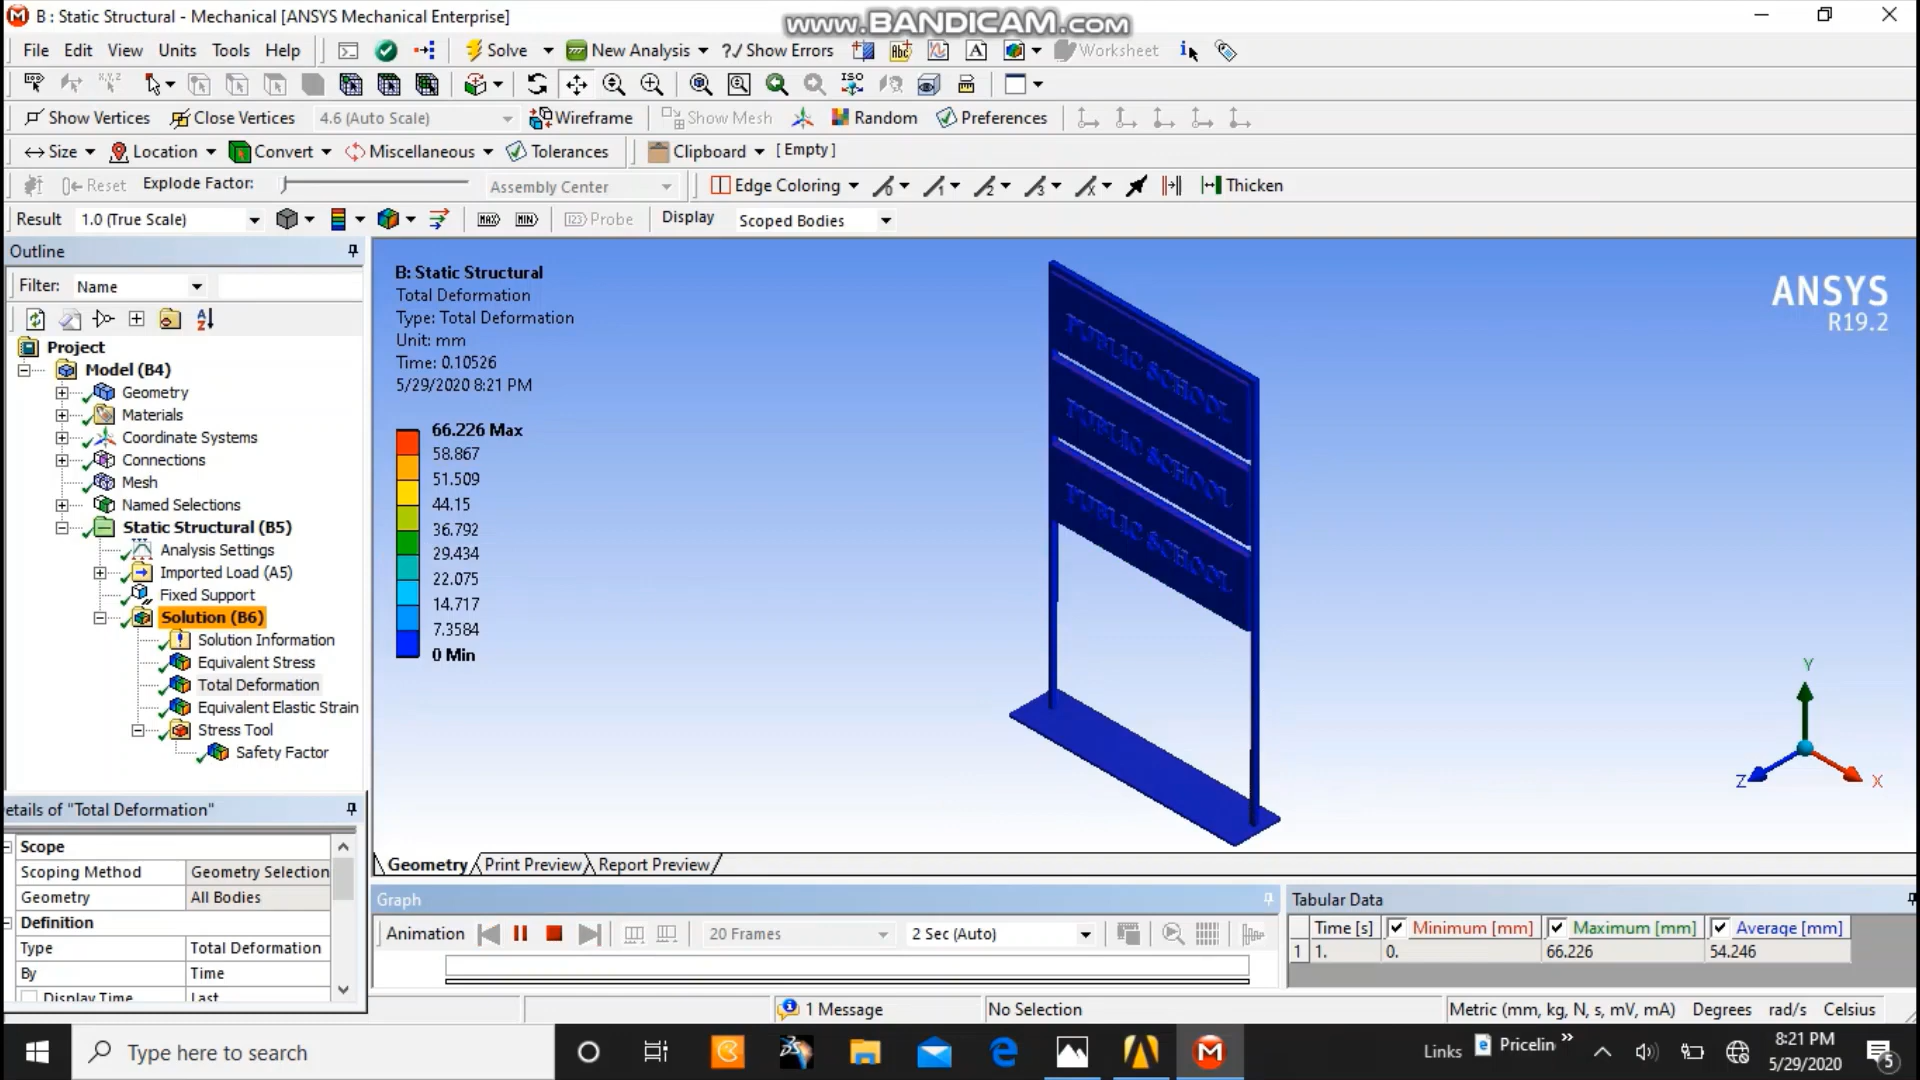 B : Static Structural - Mechanical [ANSYS Mechanical Enterprise]
www.BANDICAM.com
File Edit View Units Tools Help Solve New Analysis ?✓ Show Errors Worksheet
Show Vertices Close Vertices 4.6 (Auto Scale) Wireframe Show Mesh Random Preferences
Size Location Convert Miscellaneous Tolerances Clipboard [ Empty ]
Reset Explode Factor: Assembly Center Edge Coloring Thicken
Result 1.0 (True Scale) Probe Display Scoped Bodies
Outline
Filter: Name
Project
Model (B4)
Geometry
Materials
Coordinate Systems
Connections
Mesh
Named Selections
Static Structural (B5)
Analysis Settings
Imported Load (A5)
Fixed Support
Solution (B6)
Solution Information
Equivalent Stress
Total Deformation
Equivalent Elastic Strain
Stress Tool
Safety Factor
B: Static Structural
Total Deformation
Type: Total Deformation
Unit: mm
Time: 0.10526
5/29/2020 8:21 PM
66.226 Max
58.867
51.509
44.15
36.792
29.434
22.075
14.717
7.3584
0 Min
PUBLIC SCHOOL
PUBLIC SCHOOL
PUBLIC SCHOOL
ANSYS
R19.2
Y
Z
X
etails of "Total Deformation"
Scope
Scoping Method Geometry Selection
Geometry All Bodies
Definition
Type Total Deformation
By Time
Display Time Last
Geometry Print Preview Report Preview
Graph
Animation 20 Frames 2 Sec (Auto)
Tabular Data
Time [s] Minimum [mm] Maximum [mm] Average [mm]
1 1. 0. 66.226 54.246
1 Message No Selection Metric (mm, kg, N, s, mV, mA) Degrees rad/s Celsius
Type here to search
Links Pricelin
8:21 PM
5/29/2020
5